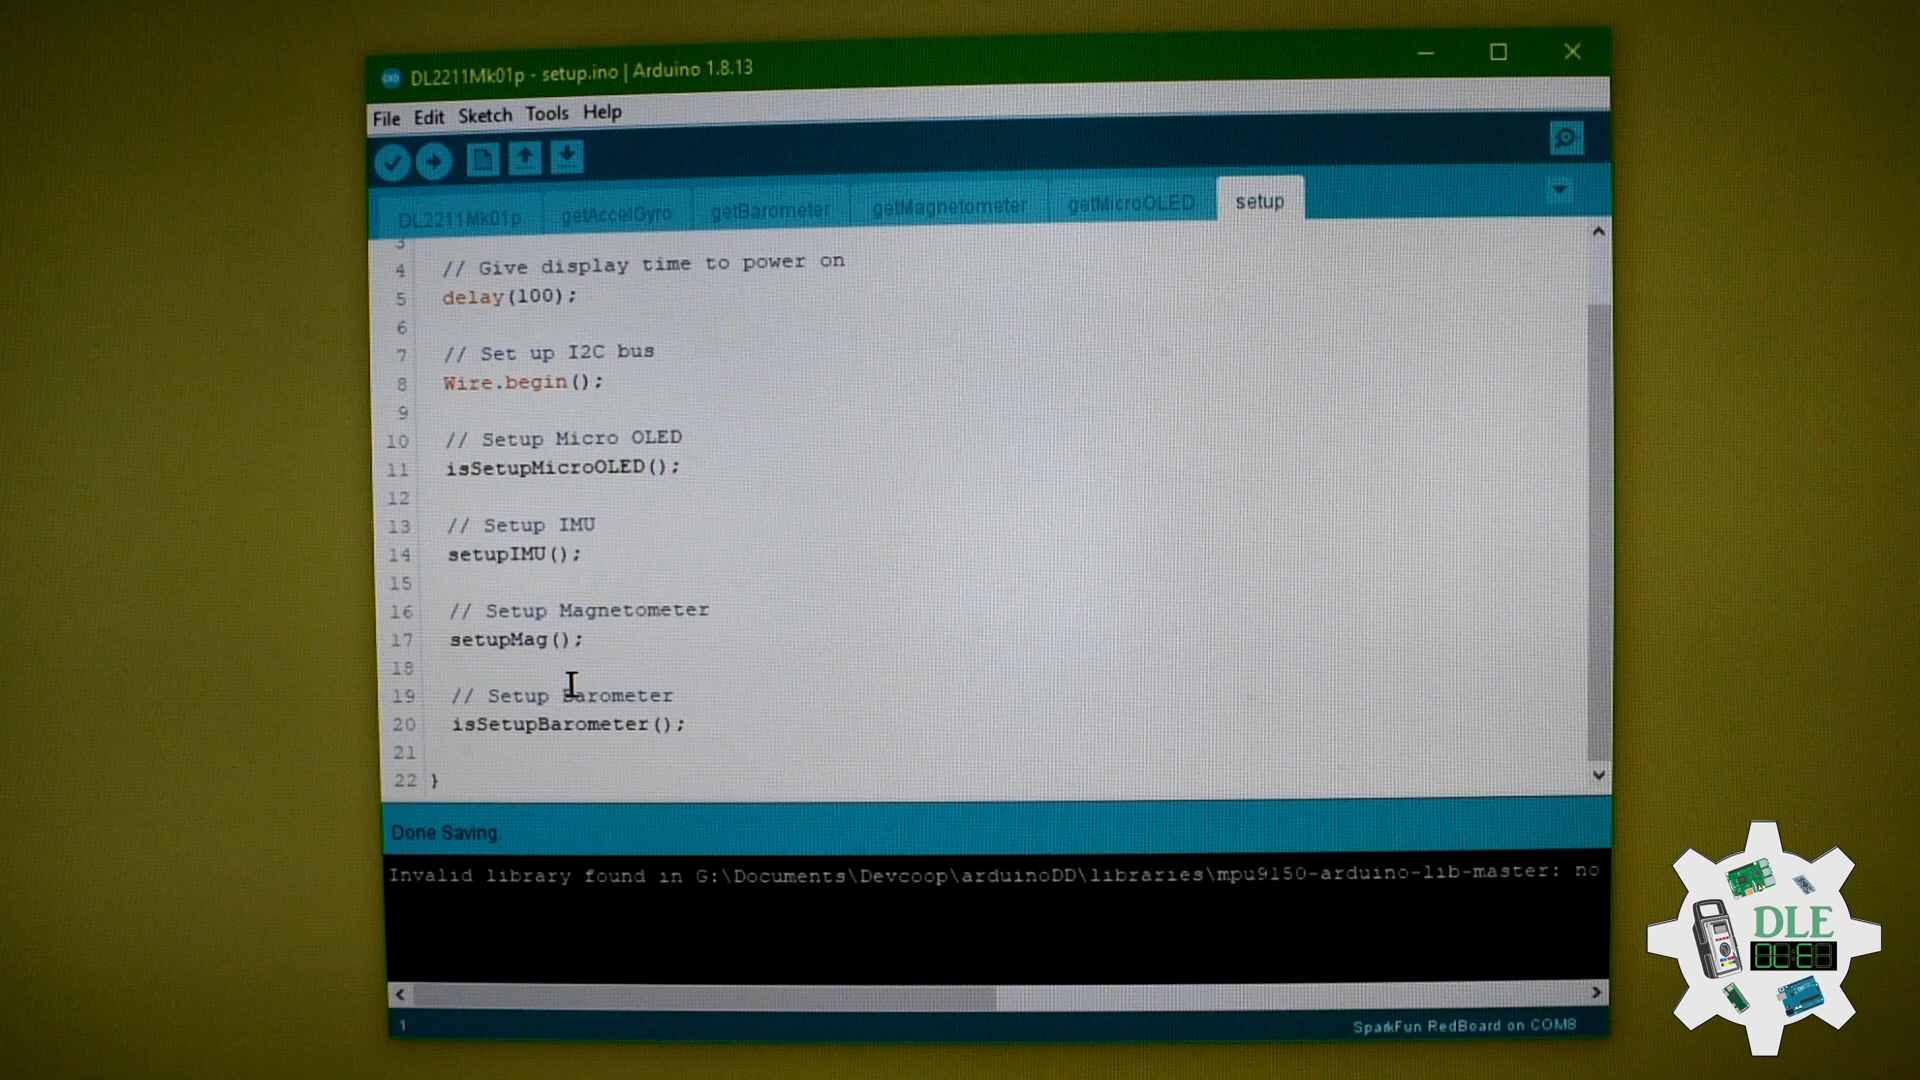 DL2211Mk01p - setup.ino | Arduino 1.8.13
File Edit Sketch Tools Help
DL2211Mk01p getAccelGyro getBarometer getMagnetometer getMicroOLED setup
3
4 // Give display time to power on
5 delay(100);
6
7 // Set up I2C bus
8 Wire.begin();
9
10 // Setup Micro OLED
11 isSetupMicroOLED();
12
13 // Setup IMU
14 setupIMU();
15
16 // Setup Magnetometer
17 setupMag();
18
19 // Setup Barometer
20 isSetupBarometer();
21
22 }
Done Saving.
Invalid library found in G:\Documents\Devcoop\arduinoDD\libraries\mpu9150-arduino-lib-master: no
1
SparkFun RedBoard on COM8
DLE